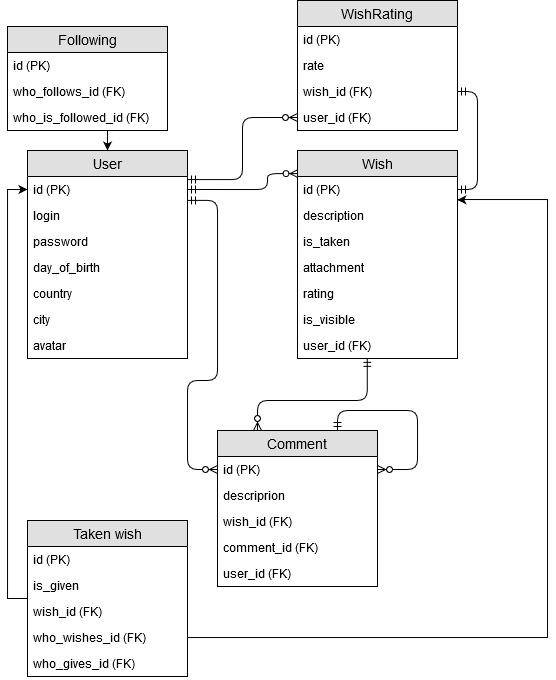 WishRating
id (PK)
rate
wish_id (FK)
user_id (FK)
Following
id (PK)
who_follows_id (FK)
who_is_followed_id (FK)
User
id (PK)
login
password
day_of_birth
country
city
avatar
Wish
id (PK)
description
is_taken
attachment
rating
is_visible
user_id (FK)
Comment
id (PK)
descriprion
wish_id (FK)
comment_id (FK)
user_id (FK)
Taken wish
id (PK)
is_given
wish_id (FK)
who_wishes_id (FK)
who_gives_id (FK)